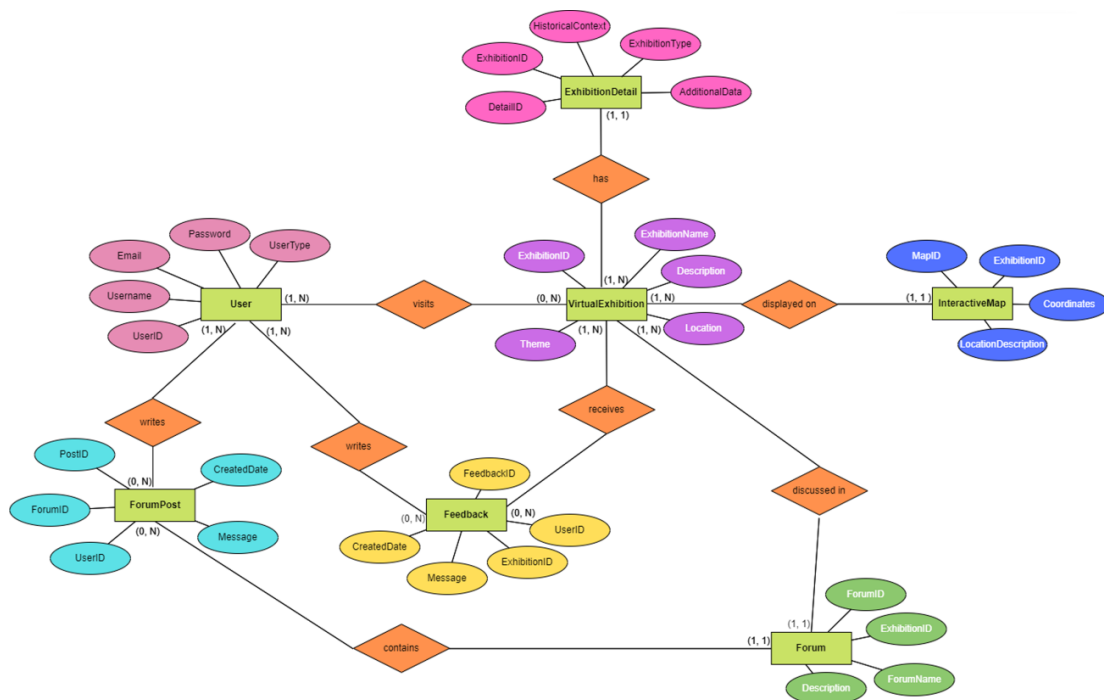 HistoricalContext
ExhibitionType
ExhibitionID
AdditionalData
DetailID
ExhibitionDetail
(1, 1)
has
Password
UserType
Email
Username
UserID
User
(1, N)
(1, N)
(1, N)
visits
(0, N)
ExhibitionName
ExhibitionID
Description
(1, N)
VirtualExhibition
(1, N)
(1, N)
(1, N)
Theme
Location
displayed on
(1, 1)
MapID
ExhibitionID
InteractiveMap
Coordinates
LocationDescription
writes
writes
receives
discussed in
PostID
CreatedDate
(0, N)
ForumID
ForumPost
(0, N)
UserID
Message
FeedbackID
(0, N)
Feedback
(0, N)
UserID
CreatedDate
ExhibitionID
Message
contains
(1, 1)
(1, 1)
ForumID
ExhibitionID
Forum
ForumName
Description